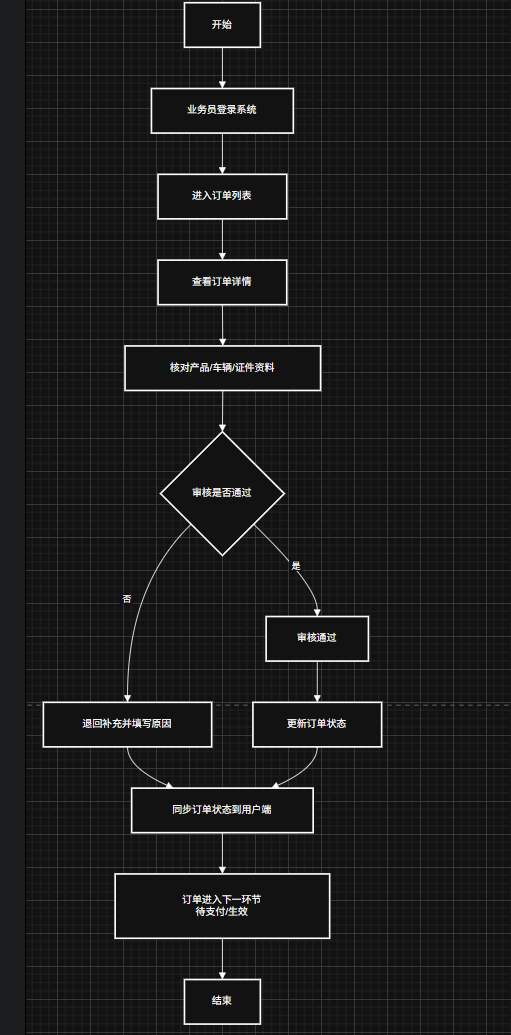 开始
业务员登录系统
进入订单列表
查看订单详情
核对产品/车辆/证件资料
审核是否通过
是
否
审核通过
退回补充并填写原因
更新订单状态
同步订单状态到用户端
订单进入下一环节
待支付/生效
结束